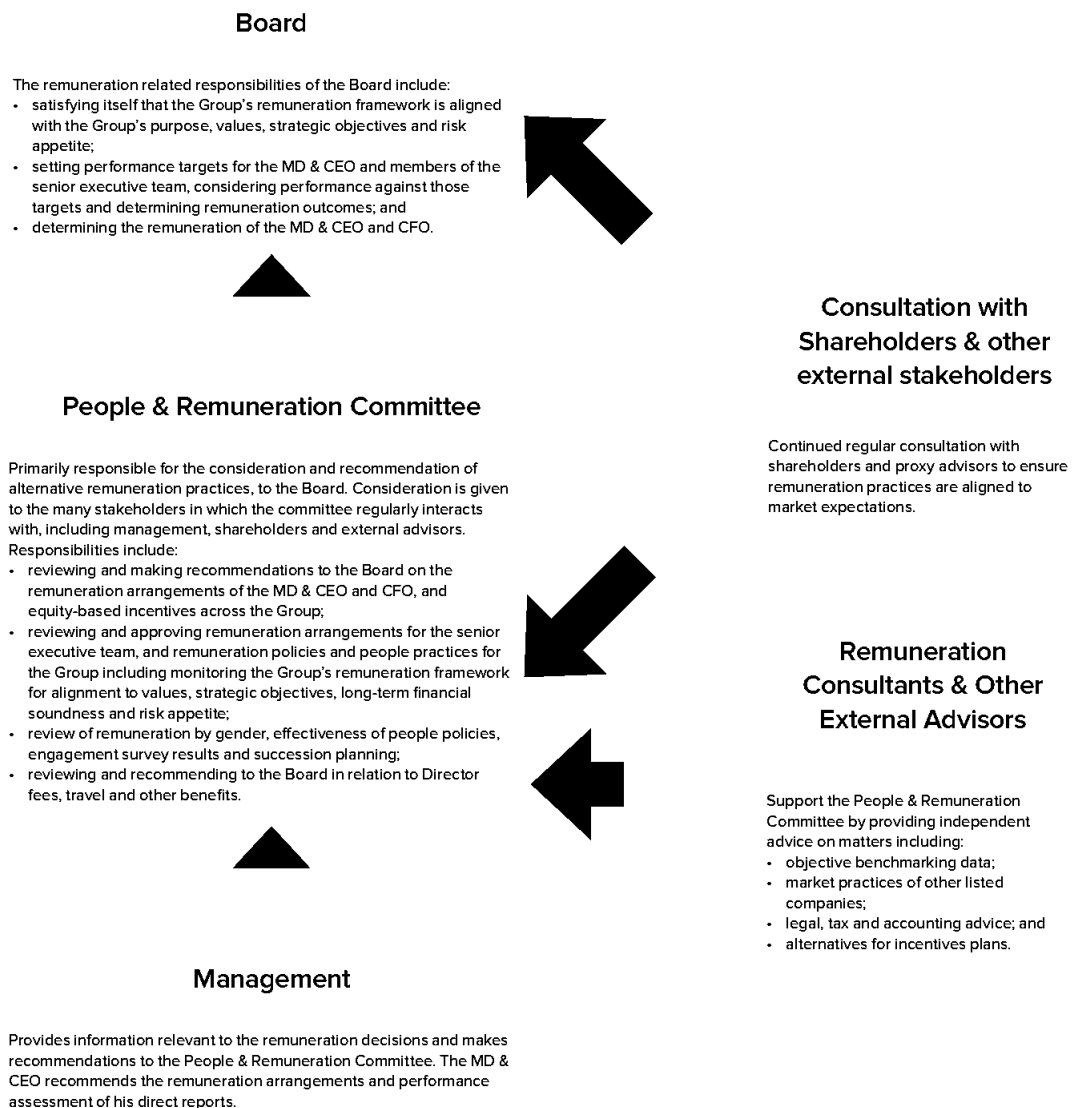 Board
The remuneration related responsibilities of the Board include:
• satisfying itself that the Group's remuneration framework is aligned
with the Group's purpose, values, strategic objectives and risk
appetite;
• setting performance targets for the MD & CEO and members of the
senior executive team, considering performance against those
targets and determining remuneration outcomes; and
• determining the remuneration of the MD & CEO and CFO.
People & Remuneration Committee
Primarily responsible for the consideration and recommendation of
alternative remuneration practices, to the Board. Consideration is given
to the many stakeholders in which the committee regularly interacts
with, including management, shareholders and external advisors.
Responsibilities include:
• reviewing and making recommendations to the Board on the
remuneration arrangements of the MD & CEO and CFO, and
equity-based incentives across the Group;
• reviewing and approving remuneration arrangements for the senior
executive team, and remuneration policies and people practices for
the Group including monitoring the Group's remuneration framework
for alignment to values, strategic objectives, long-term financial
soundness and risk appetite;
• review of remuneration by gender, effectiveness of people policies,
engagement survey results and succession planning;
• reviewing and recommending to the Board in relation to Director
fees, travel and other benefits.
Management
Provides information relevant to the remuneration decisions and makes
recommendations to the People & Remuneration Committee. The MD &
CEO recommends the remuneration arrangements and performance
assessment of his direct reports.
Consultation with
Shareholders & other
external stakeholders
Continued regular consultation with
shareholders and proxy advisors to ensure
remuneration practices are aligned to
market expectations.
Remuneration
Consultants & Other
External Advisors
Support the People & Remuneration
Committee by providing independent
advice on matters including:
• objective benchmarking data;
• market practices of other listed
companies;
• legal, tax and accounting advice; and
• alternatives for incentives plans.